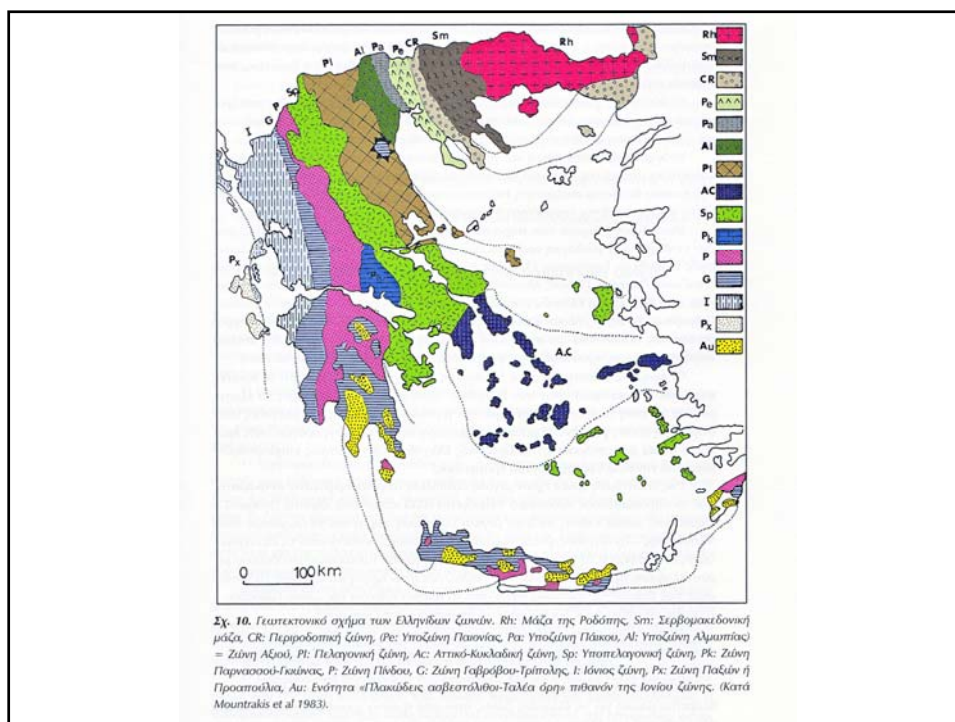 Sm
CR
Pe
Pa
Al
Rh
Pl
Sp
P
G
I
Px
Pk
A.C
Rh
Sm
CR
Pe
Pa
Al
Pl
AC
Sp
Pk
P
G
I
Px
Au
0 100 km
Σχ. 10. Γεωτεκτονικό σχήμα των Ελληνίδων ζωνών. Rh: Μάζα της Ροδόπης, Sm: Σερβομακεδονική
μάζα, CR: Περιροδοπική ζώνη, (Pe: Υποζώνη Παιονίας, Pa: Υποζώνη Πάικου, Al: Υποζώνη Αλμωπίας)
= Ζώνη Αξιού, Pl: Πελαγονική ζώνη, Ac: Αττικό-Κυκλαδική ζώνη, Sp: Υποπελαγονική ζώνη, Pk: Ζώνη
Παρνασσού-Γκιώνας, P: Ζώνη Πίνδου, G: Ζώνη Γαβρόβου-Τρίπολης, I: Ιόνιος ζώνη, Px: Ζώνη Παξών ή
Προαπούλια, Au: Ενότητα «Πλακώδεις ασβεστόλιθοι-Ταλέα όρη» πιθανόν της Ιονίου ζώνης. (Κατά
Mountrakis et al 1983).